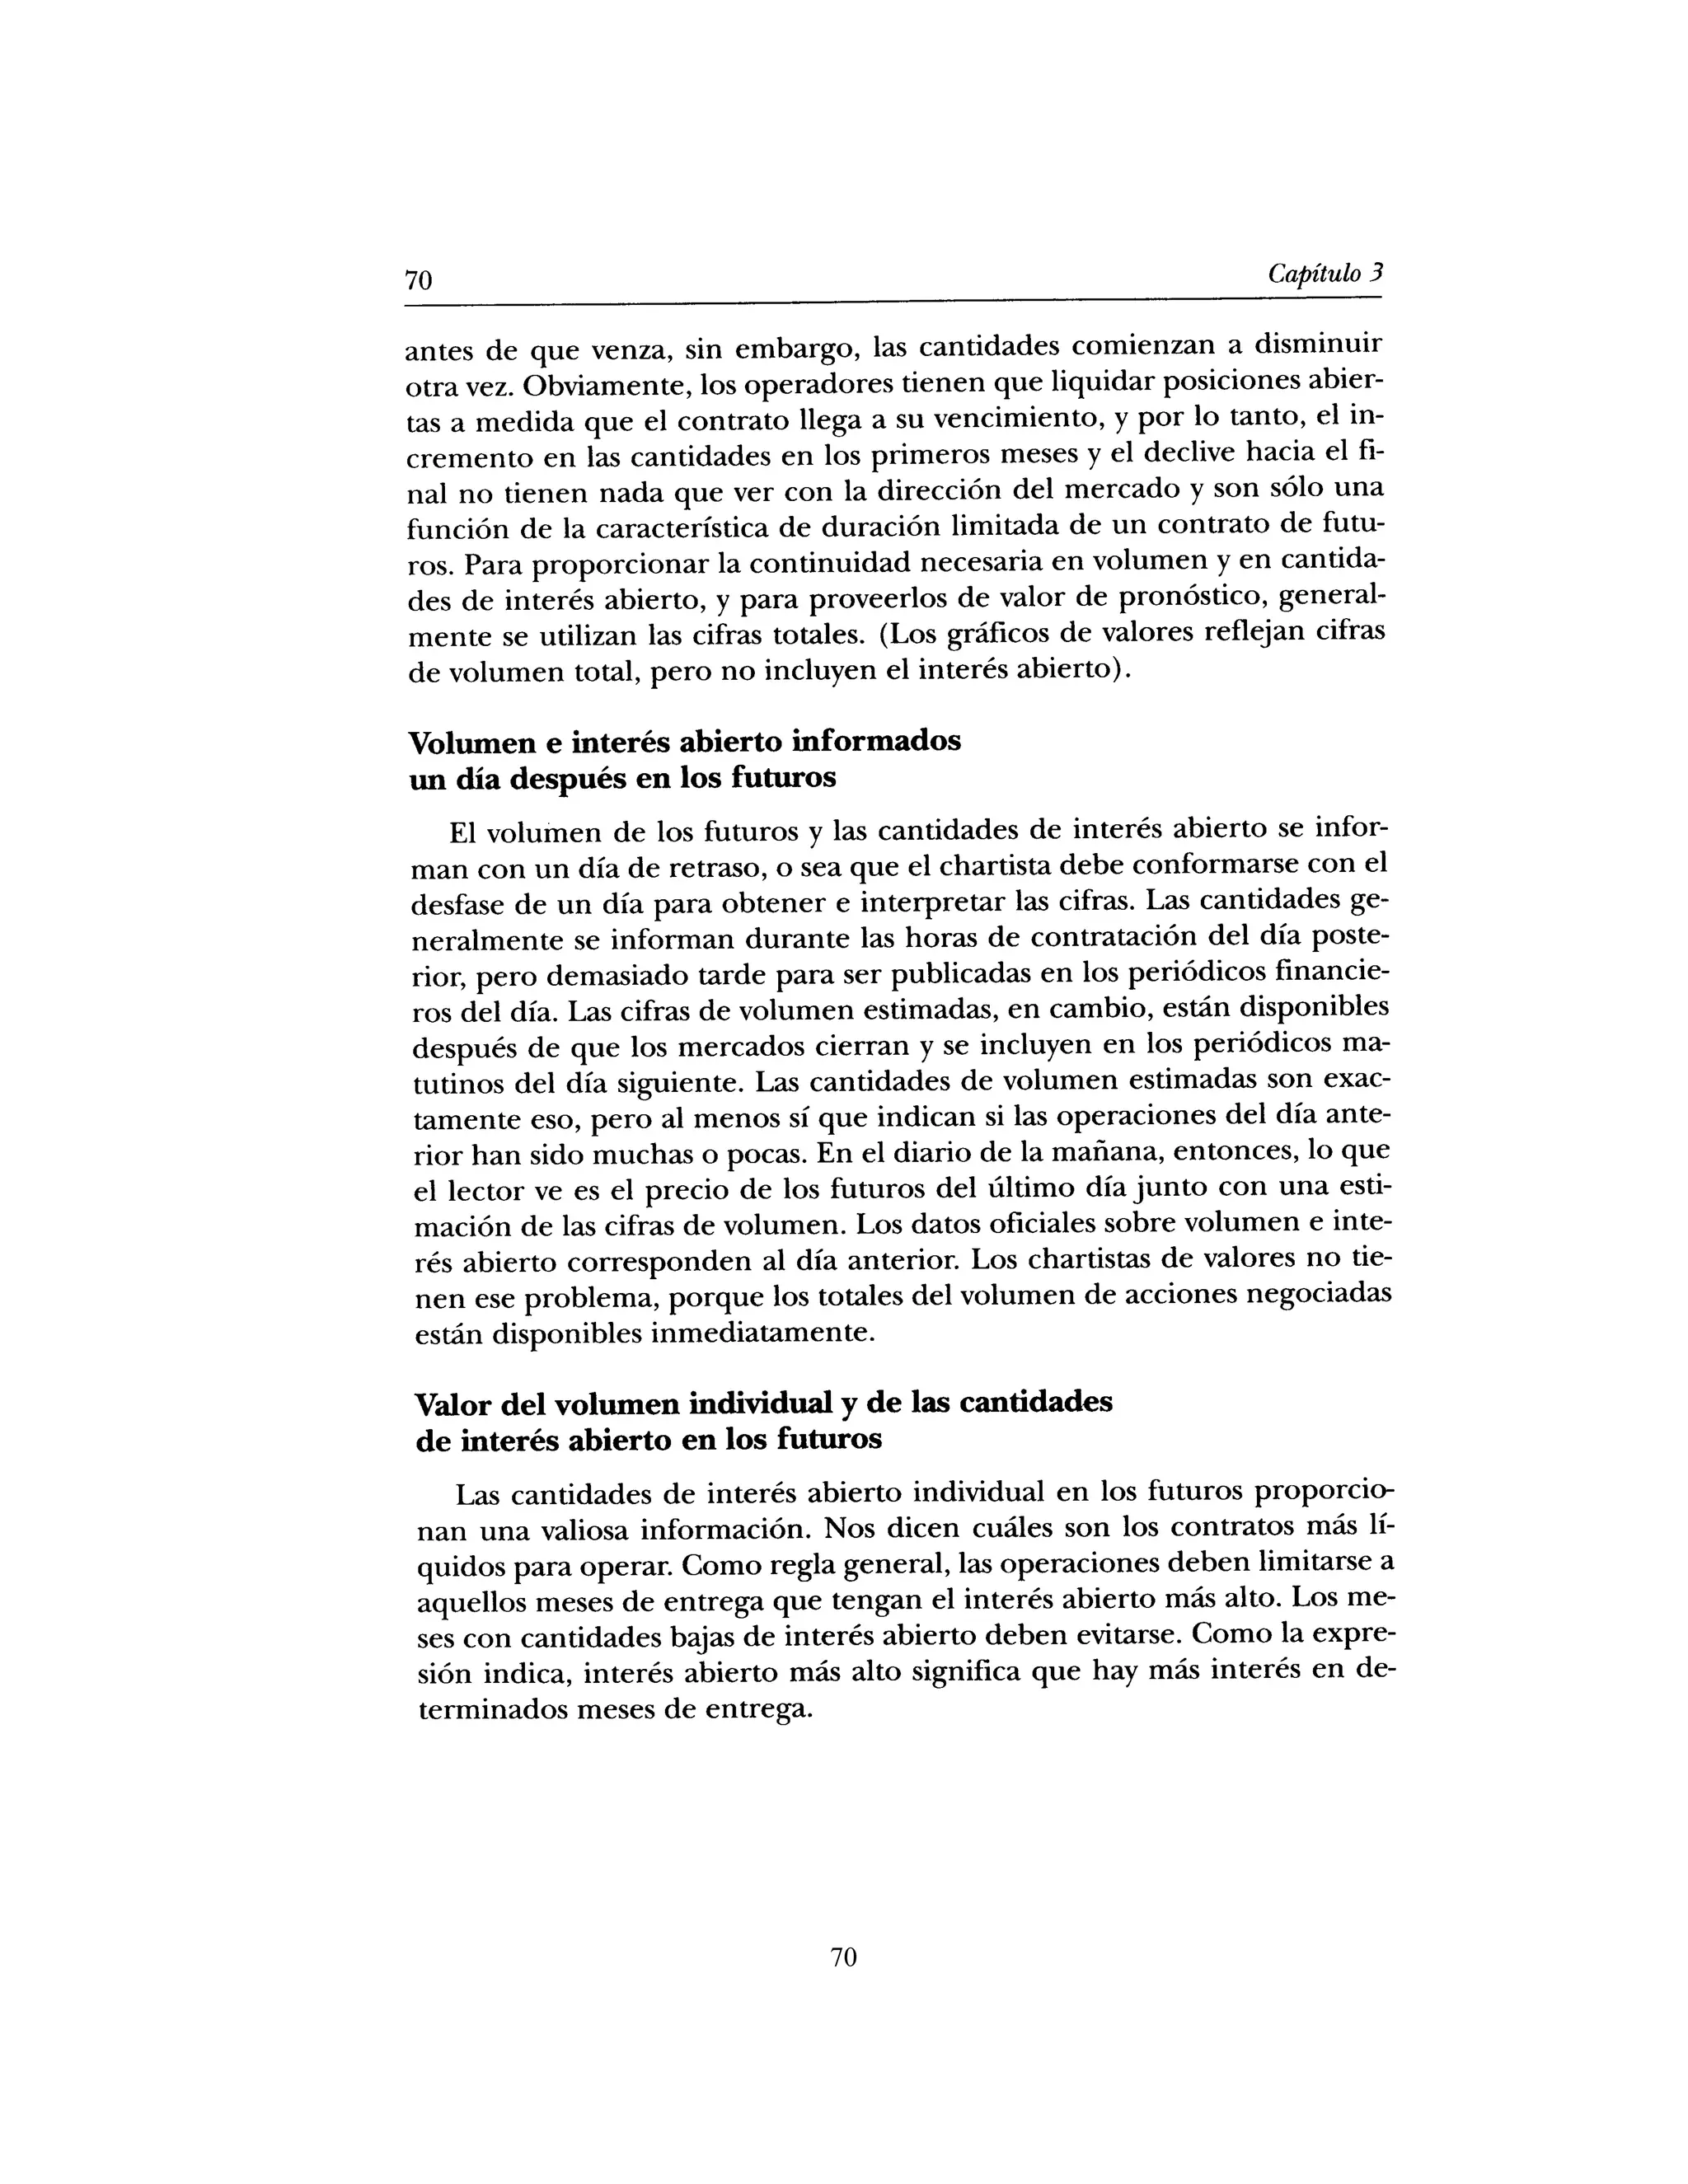 70 Capítulo 3
antes de que venza, sin embargo, las cantidades comienzan a disminuir
otra vez. Obviamente, los operadores tienen que liquidar posiciones abier-
tas a medida que el contrato llega a su vencimiento, y por lo tanto, el in-
cremento en las cantidades en los primeros meses y el declive hacia el fi-
nal no tienen nada que ver con la dirección del mercado y son sólo una
función de la característica de duración limitada de un contrato de futu-
ros. Para proporcionar la continuidad necesaria en volumen y en cantida-
des de interés abierto, y para proveerlos de valor de pronóstico, general-
mente se utilizan las cifras totales. (Los gráficos de valores reflejan cifras
de volumen total, pero no incluyen el interés abierto).
Volumen e interés abierto informados
un día después en los futuros
El volumen de los futuros y las cantidades de interés abierto se infor-
man con un día de retraso, o sea que el chartista debe conformarse con el
desfase de un día para obtener e interpretar las cifras. Las cantidades ge-
neralmente se informan durante las horas de contratación del día poste-
rior, pero demasiado tarde para ser publicadas en los periódicos financie-
ros del día. Las cifras de volumen estimadas, en cambio, están disponibles
después de que los mercados cierran y se incluyen en los periódicos ma-
tutinos del día siguiente. Las cantidades de volumen estimadas son exac-
tamente eso, pero al menos sí que indican si las operaciones del día ante-
rior han sido muchas o pocas. En el diario de la mañana, entonces, lo que
el lector ve es el precio de los futuros del último día junto con una esti-
mación de las cifras de volumen. Los datos oficiales sobre volumen e inte-
rés abierto corresponden al día anterior. Los chartistas de valores no tie-
nen ese problema, porque los totales del volumen de acciones negociadas
están disponibles inmediatamente.
Valor del volumen individual y de las cantidades
de interés abierto en los futuros
Las cantidades de interés abierto individual en los futuros proporcio-
nan una valiosa información. Nos dicen cuáles son los contratos más lí-
quidos para operar. Como regla general, las operaciones deben limitarse a
aquellos meses de entrega que tengan el interés abierto más alto. Los me-
ses con cantidades bajas de interés abierto deben evitarse. Como la expre-
sión indica, interés abierto más alto significa que hay más interés en de-
terminados meses de entrega.
70